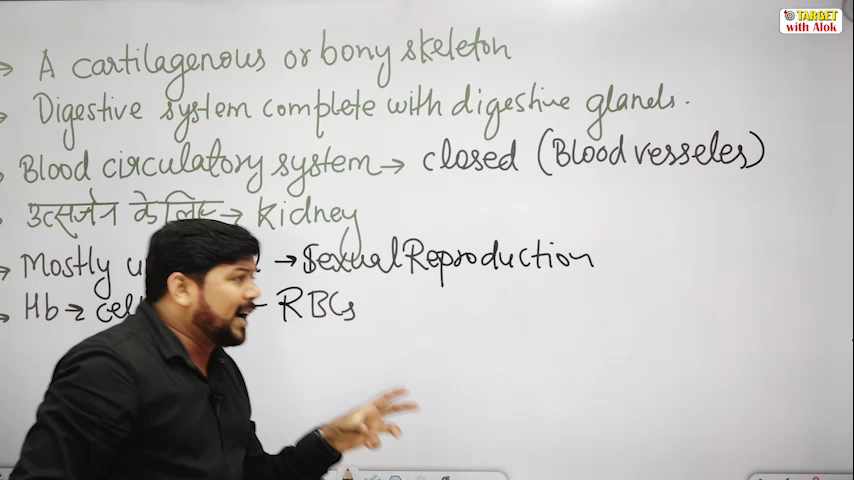 TARGET
with Alok
→ A cartilagenous or bony skeleton
→ Digestive system complete with digestive glands.
→ Blood circulatory system → closed (Blood vesseles)
→ उत्सर्जन के लिए → kidney
→ Mostly → Sexual Reproduction
→ Hb → RBCs